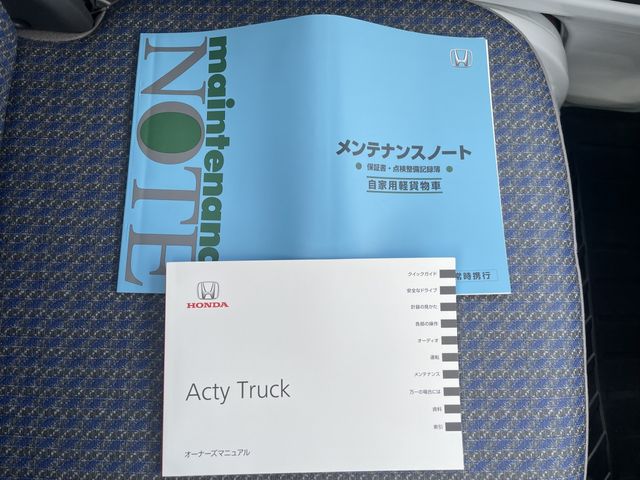 maintenanc
NOTE
メンテナンスノート
保証書・点検整備記録簿
自家用軽貨物車
常時携行
HONDA
Acty Truck
オーナーズマニュアル
クイックガイド
安全なドライブ
計器の見かた
各部の操作
オーディオ
運転
メンテナンス
万一の場合には
資料
索引